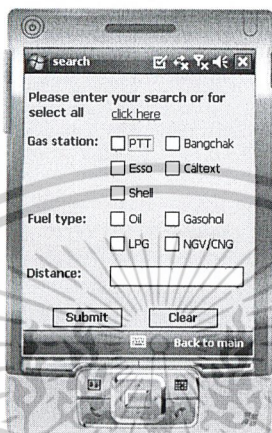 search
Please enter your search or for
select all click here
Gas station: PTT Bangchak
Esso Caltext
Shell
Fuel type: Oil Gasohol
LPG NGV/CNG
Distance:
Submit Clear
Back to main